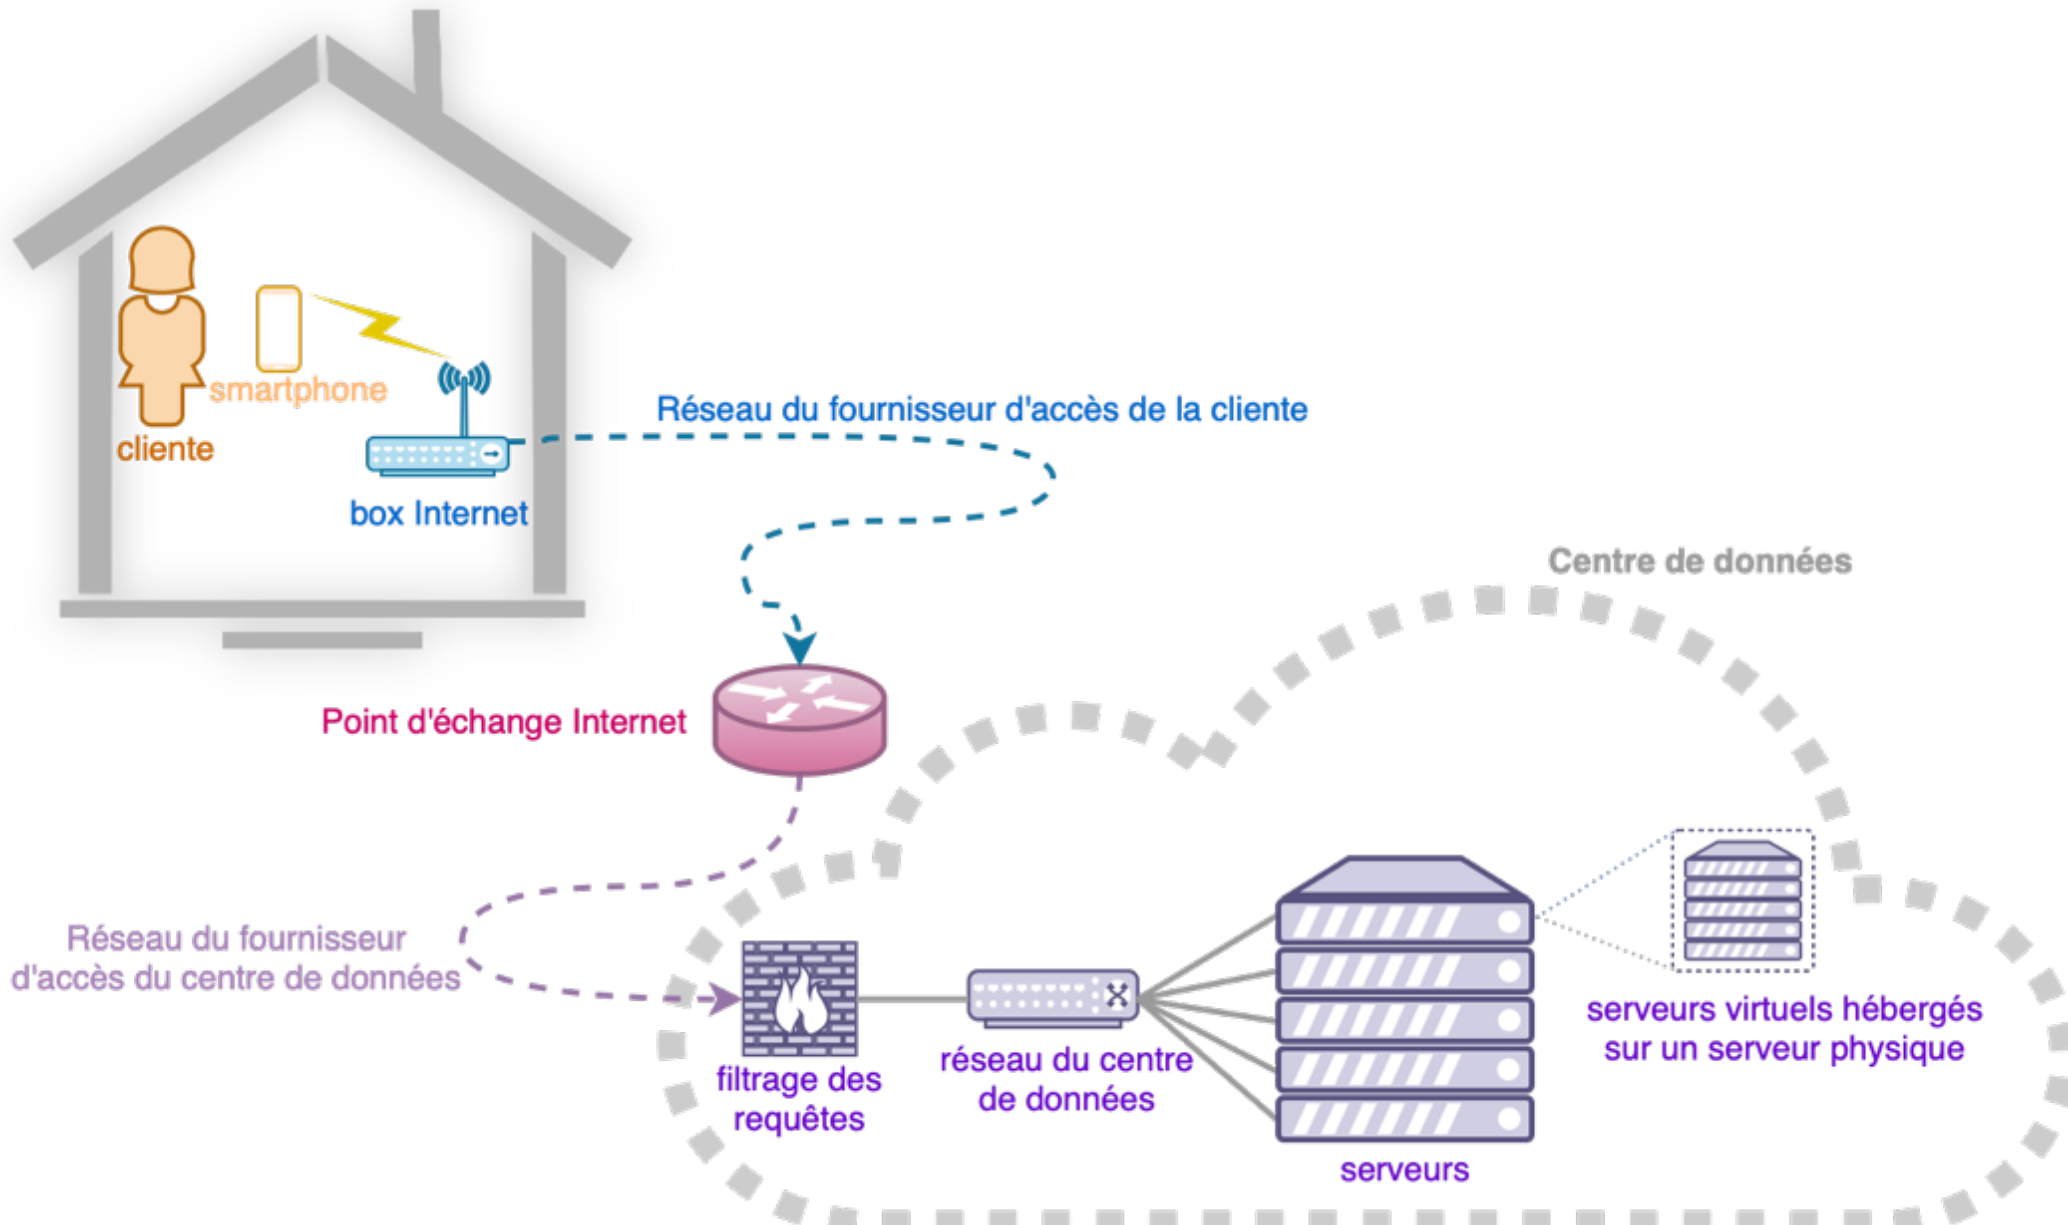 smartphone
cliente
box Internet
Réseau du fournisseur d'accès de la cliente
Centre de données
Point d'échange Internet
Réseau du fournisseur
d'accès du centre de données
filtrage des
requêtes
réseau du centre
de données
serveurs
serveurs virtuels hébergés
sur un serveur physique